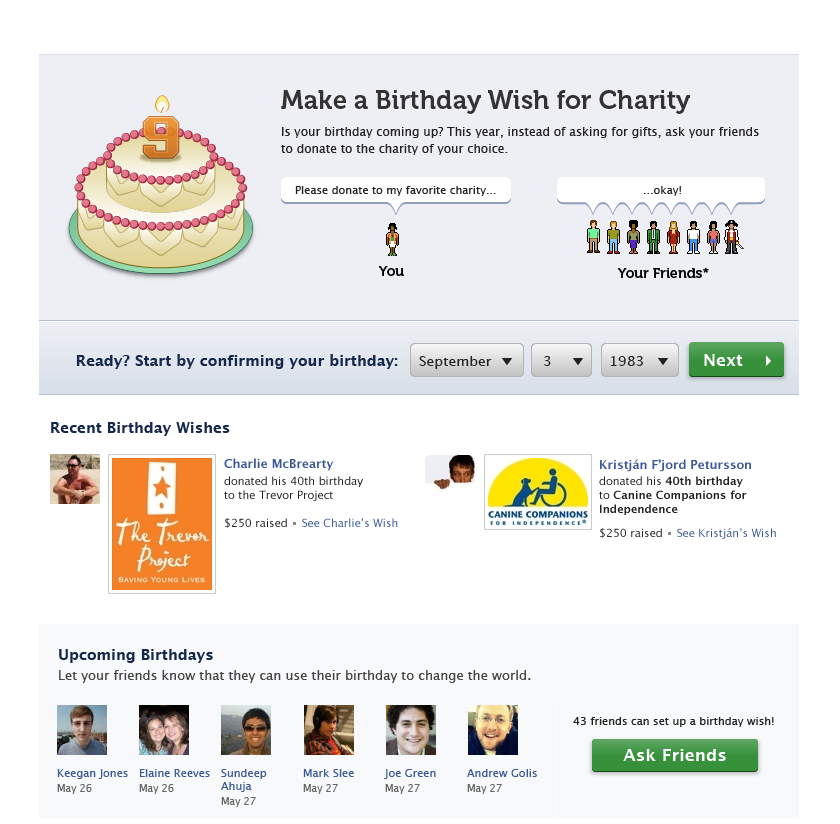 9
Make a Birthday Wish for Charity
Is your birthday coming up? This year, instead of asking for gifts, ask your friends
to donate to the charity of your choice.
Please donate to my favorite charity...
...okay!
You
Your Friends*
Ready? Start by confirming your birthday:
September
3
1983
Next
Recent Birthday Wishes
The Trevor
Project
SAVING YOUNG LIVES
Charlie McBrearty
donated his 40th birthday
to the Trevor Project
$250 raised • See Charlie's Wish
CANINE COMPANIONS
FOR INDEPENDENCE®
Kristján F'jord Petursson
donated his 40th birthday
to Canine Companions for
Independence
$250 raised • See Kristján's Wish
Upcoming Birthdays
Let your friends know that they can use their birthday to change the world.
Keegan Jones
May 26
Elaine Reeves
May 26
Sundeep
Ahuja
May 27
Mark Slee
May 27
Joe Green
May 27
Andrew Golis
May 27
43 friends can set up a birthday wish!
Ask Friends